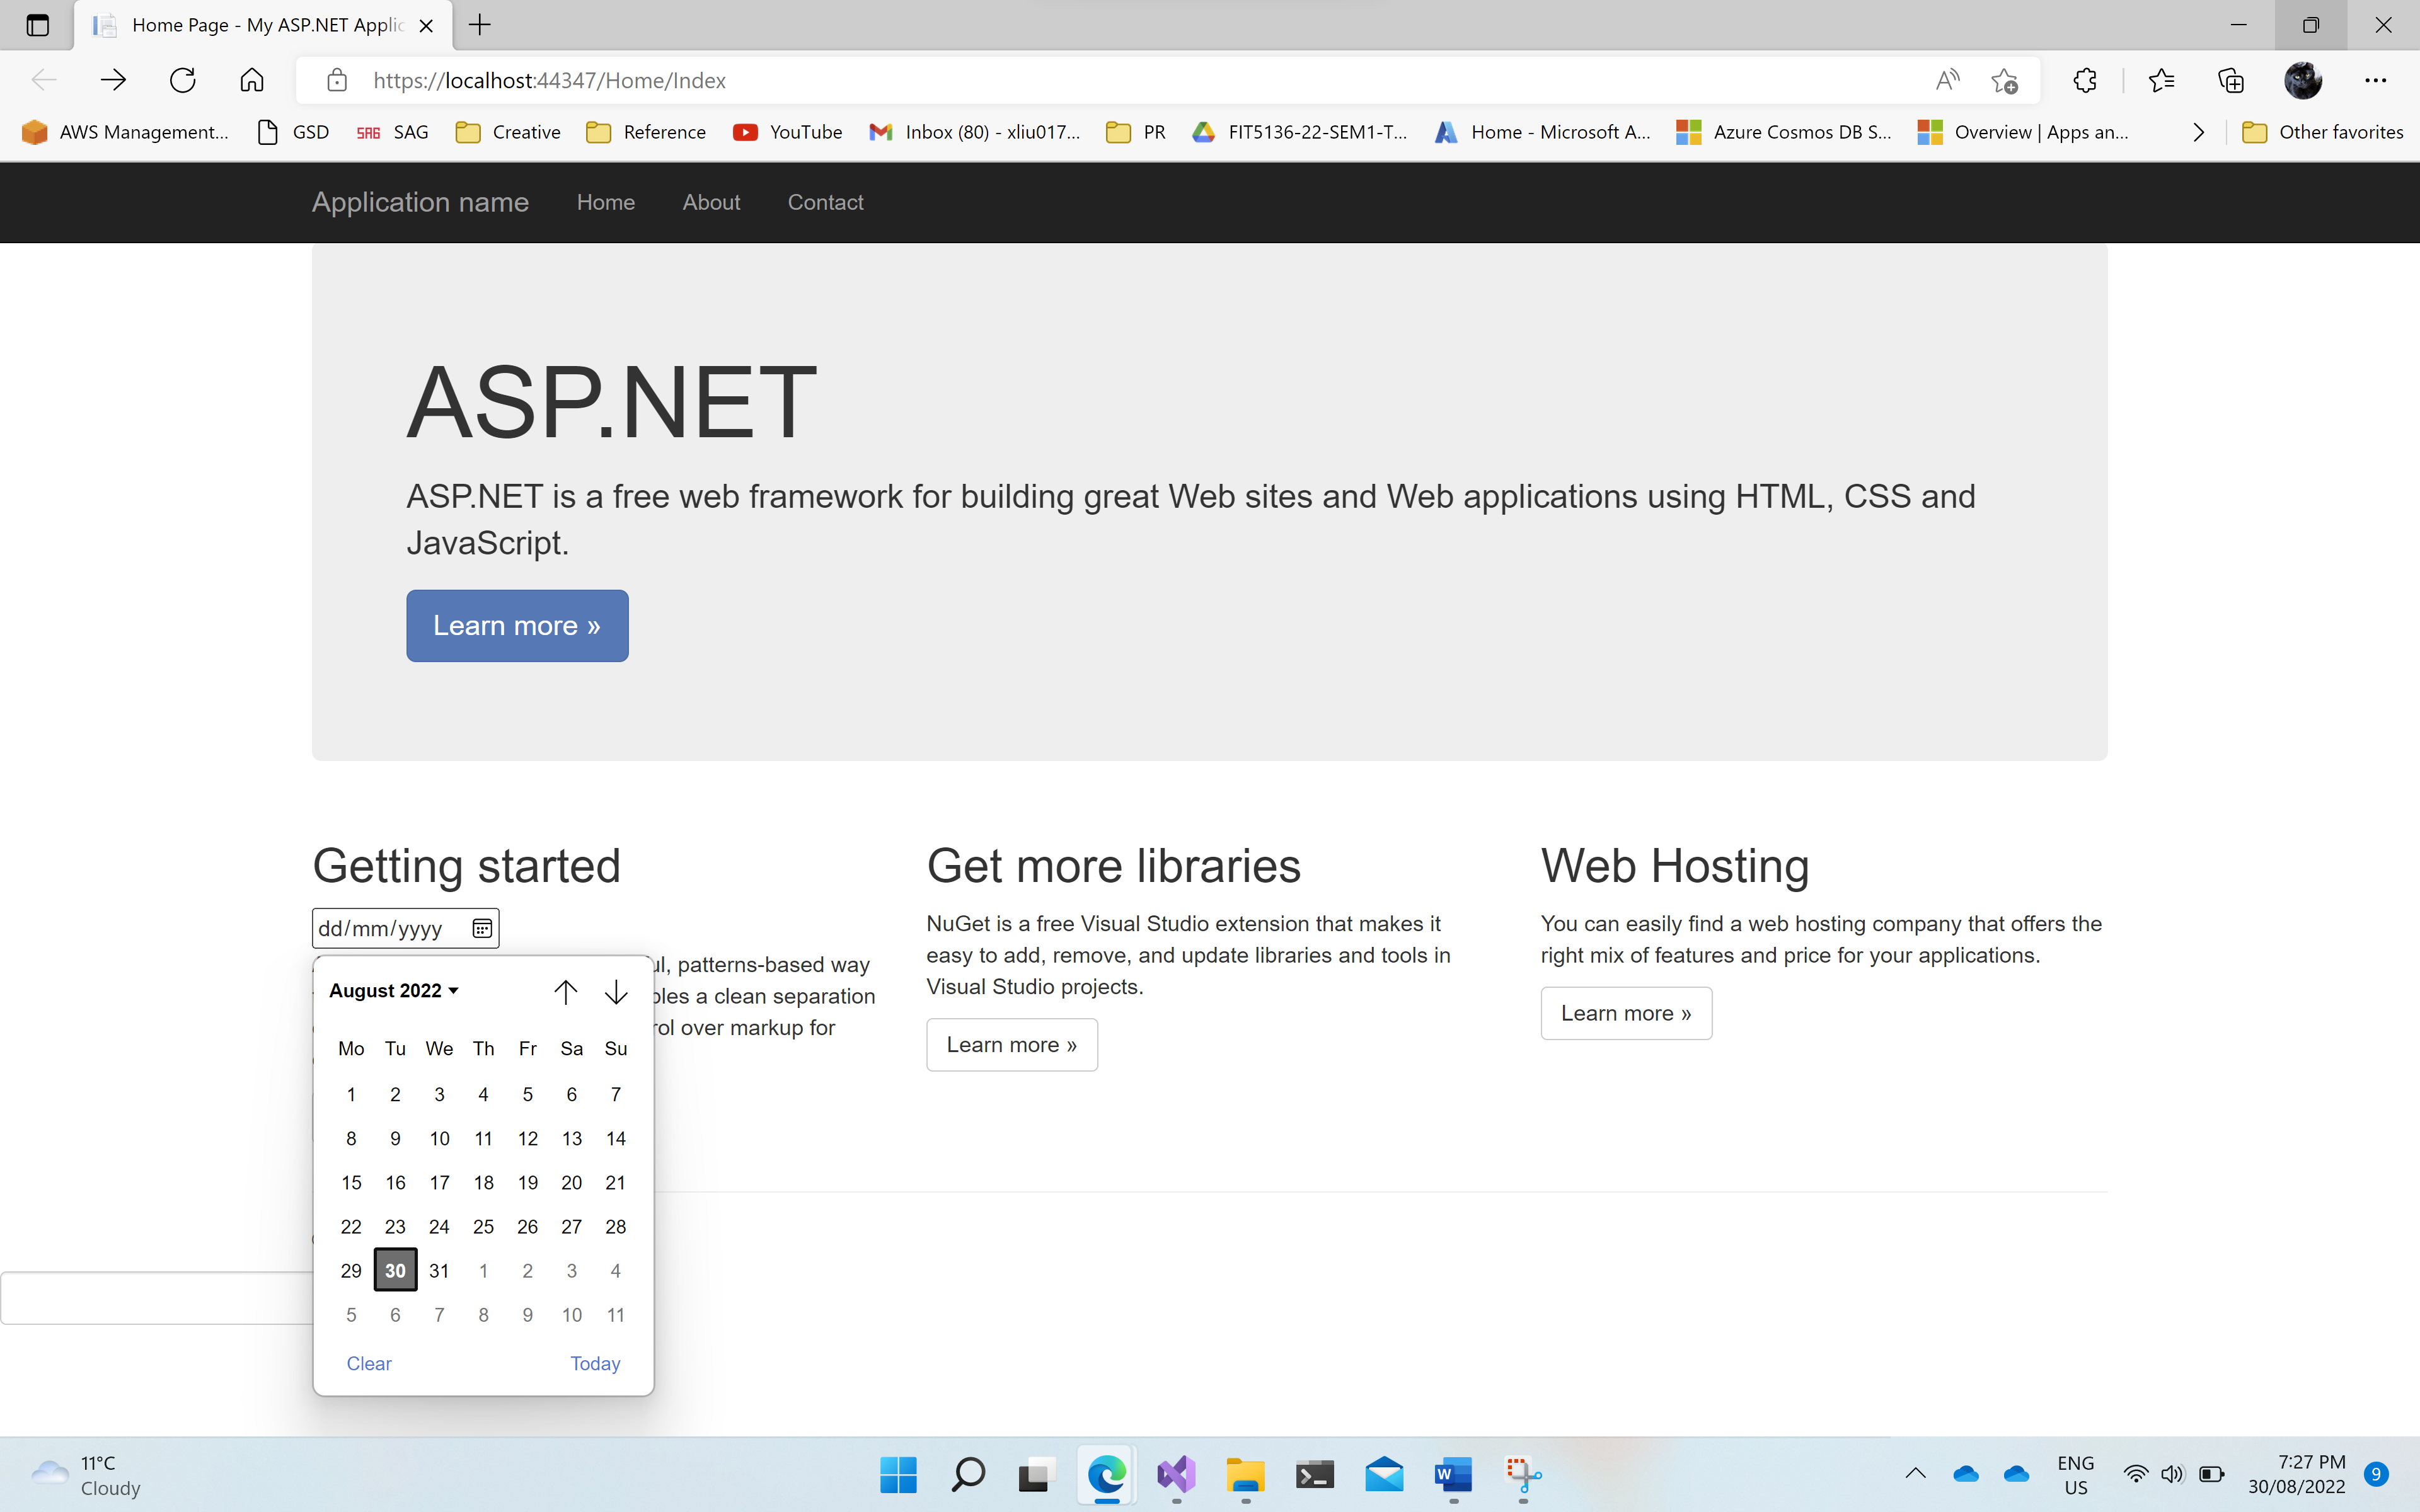 Home Page - My ASP.NET Applic
https://localhost:44347/Home/Index
AWS Management... GSD SAG SAG Creative Reference YouTube Inbox (80) - xliu017... PR FIT5136-22-SEM1-T... Home - Microsoft A... Azure Cosmos DB S... Overview | Apps an... Other favorites
Application name Home About Contact
ASP.NET
ASP.NET is a free web framework for building great Web sites and Web applications using HTML, CSS and
JavaScript.
Learn more »
Getting started
dd/mm/yyyy
patterns-based way
a clean separation
over markup for
August 2022
Mo Tu We Th Fr Sa Su
1 2 3 4 5 6 7
8 9 10 11 12 13 14
15 16 17 18 19 20 21
22 23 24 25 26 27 28
29 30 31 1 2 3 4
5 6 7 8 9 10 11
Clear Today
Get more libraries
NuGet is a free Visual Studio extension that makes it
easy to add, remove, and update libraries and tools in
Visual Studio projects.
Learn more »
Web Hosting
You can easily find a web hosting company that offers the
right mix of features and price for your applications.
Learn more »
11°C
Cloudy
ENG
US
7:27 PM
30/08/2022
9